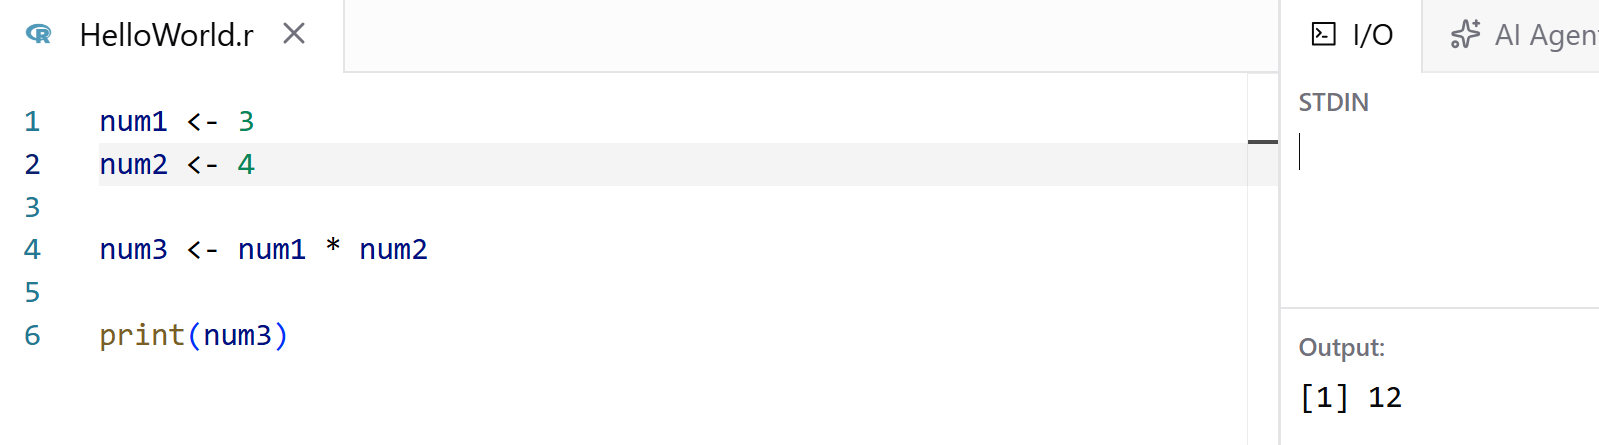 HelloWorld.r
1 num1 <- 3
2 num2 <- 4
3
4 num3 <- num1 * num2
5
6 print(num3)
I/O
AI Agen
STDIN
Output:
[1] 12